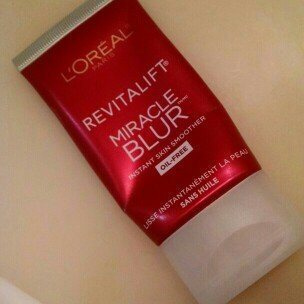 L'ORÉAL
PARIS
REVITALIFT®
MIRACLE
BLUR
INSTANT SKIN SMOOTHER
OIL-FREE
LISSE INSTANTANÉMENT LA PEAU
SANS HUILE